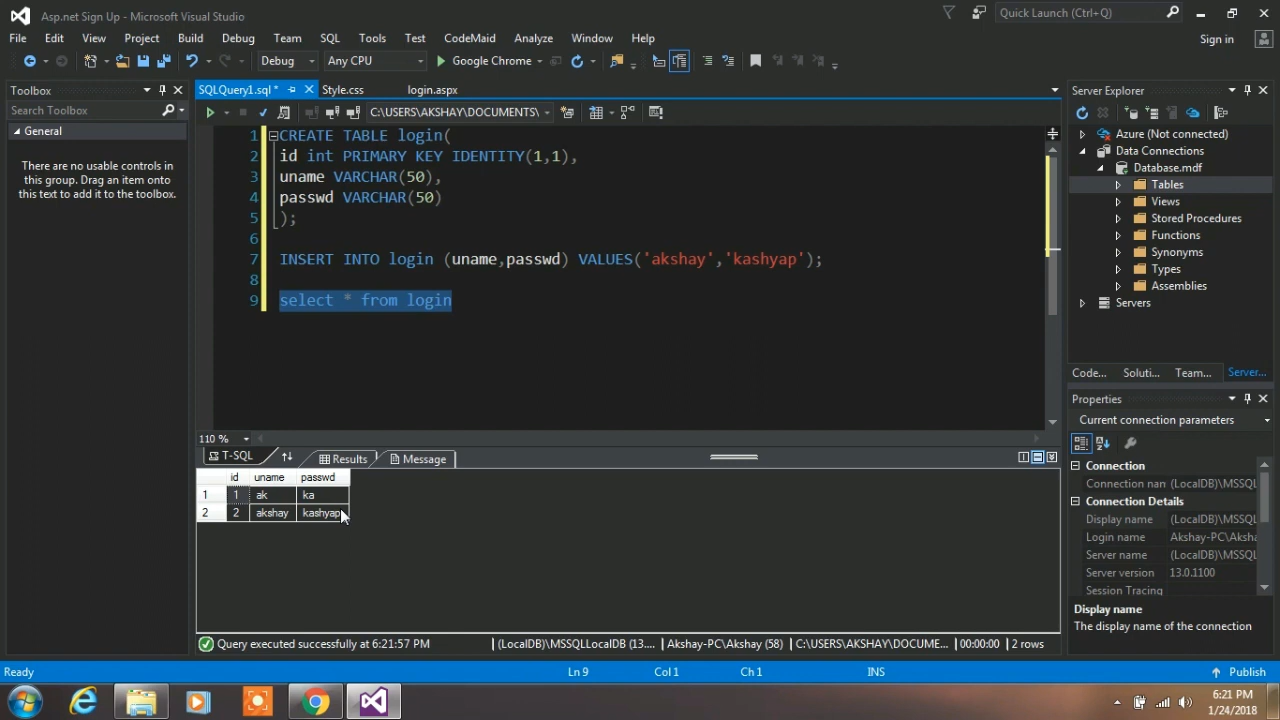 Asp.net Sign Up - Microsoft Visual Studio
Quick Launch (Ctrl+Q)
File Edit View Project Build Debug Team SQL Tools Test CodeMaid Analyze Window Help
Sign in
Debug Any CPU Google Chrome
Toolbox
Search Toolbox
General
There are no usable controls in
this group. Drag an item onto
this text to add it to the toolbox.
SQLQuery1.sql * Style.css login.aspx
C:\USERS\AKSHAY\DOCUMENTS\
1 CREATE TABLE login(
2 id int PRIMARY KEY IDENTITY(1,1),
3 uname VARCHAR(50),
4 passwd VARCHAR(50)
5 );
6
7 INSERT INTO login (uname,passwd) VALUES('akshay','kashyap');
8
9 select * from login
110 %
T-SQL Results Message
id uname passwd
1 1 ak ka
2 2 akshay kashyap
Query executed successfully at 6:21:57 PM (LocalDB)\MSSQLLocalDB (13.... Akshay-PC\Akshay (58) C:\USERS\AKSHAY\DOCUME... 00:00:00 2 rows
Server Explorer
Azure (Not connected)
Data Connections
Database.mdf
Tables
Views
Stored Procedures
Functions
Synonyms
Types
Assemblies
Servers
Code... Soluti... Team... Server...
Properties
Current connection parameters
Connection
Connection nan (LocalDB)\MSSQL
Connection Details
Display name (LocalDB)\MSSQL
Login name Akshay-PC\Aksha
Server name (LocalDB)\MSSQL
Server version 13.0.1100
Session Tracing
Display name
The display name of the connection
Ready Ln 9 Col 1 Ch 1 INS Publish
6:21 PM
1/24/2018